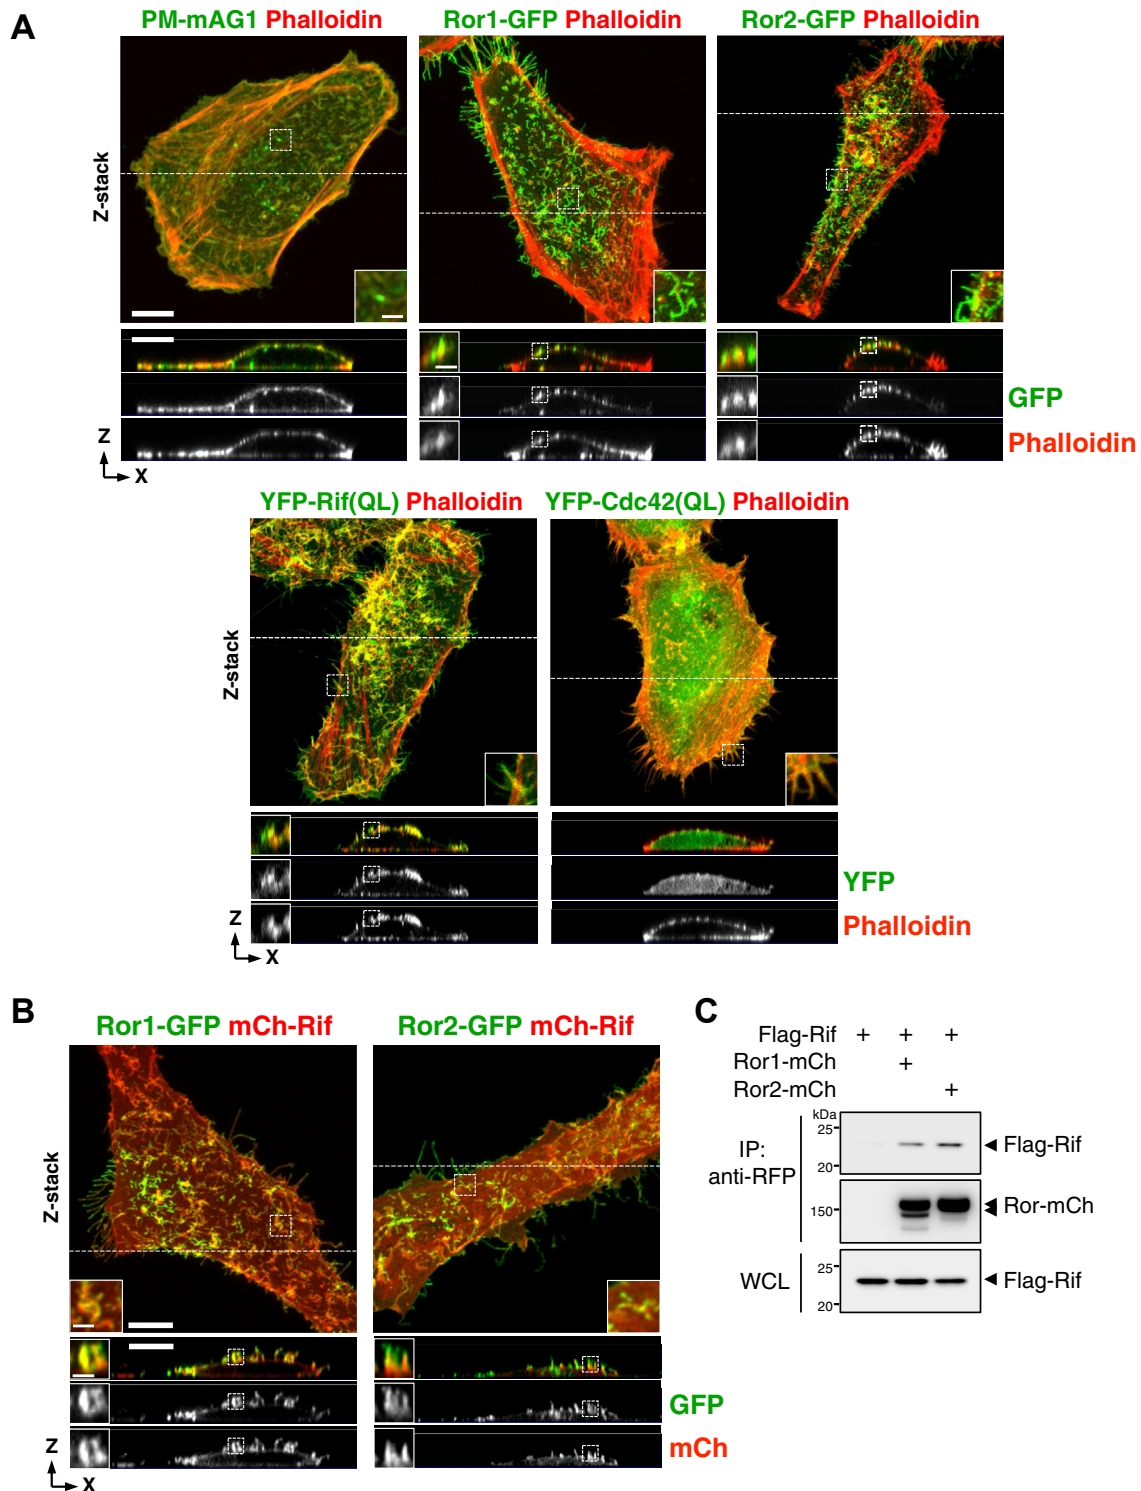 A
PM-mAG1 Phalloidin
Ror1-GFP Phalloidin
Ror2-GFP Phalloidin
Z-stack
GFP
Phalloidin
Z
X
YFP-Rif(QL) Phalloidin
YFP-Cdc42(QL) Phalloidin
Z-stack
YFP
Phalloidin
Z
X
B
Ror1-GFP mCh-Rif
Ror2-GFP mCh-Rif
Z-stack
GFP
mCh
Z
X
C
Flag-Rif + + +
Ror1-mCh +
Ror2-mCh +
kDa
IP:
anti-RFP
25
20
Flag-Rif
150
Ror-mCh
WCL
25
20
Flag-Rif